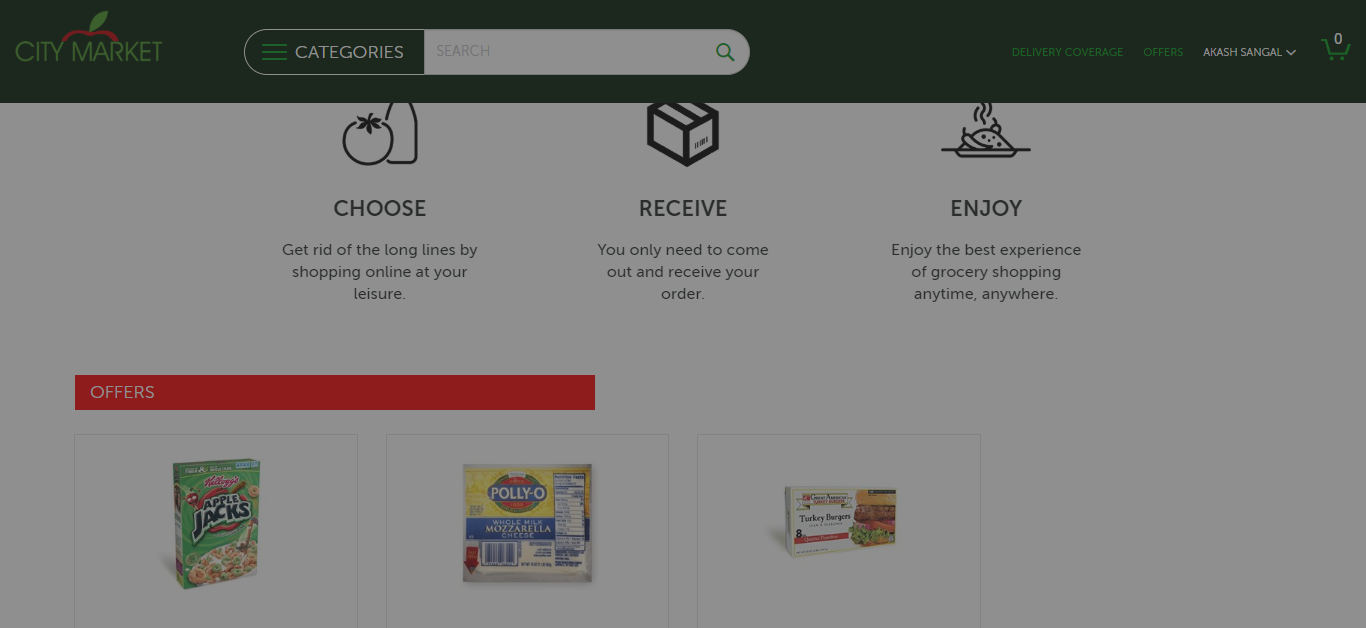 CITY MARKET
CATEGORIES
SEARCH
DELIVERY COVERAGE
OFFERS
AKASH SANGAL
0
CHOOSE
Get rid of the long lines by
shopping online at your
leisure.
RECEIVE
You only need to come
out and receive your
order.
ENJOY
Enjoy the best experience
of grocery shopping
anytime, anywhere.
OFFERS
Kellogg's
APPLE
JACKS
POLLY-O
WHOLE MILK
MOZZARELLA
CHEESE
Turkey Burgers
8